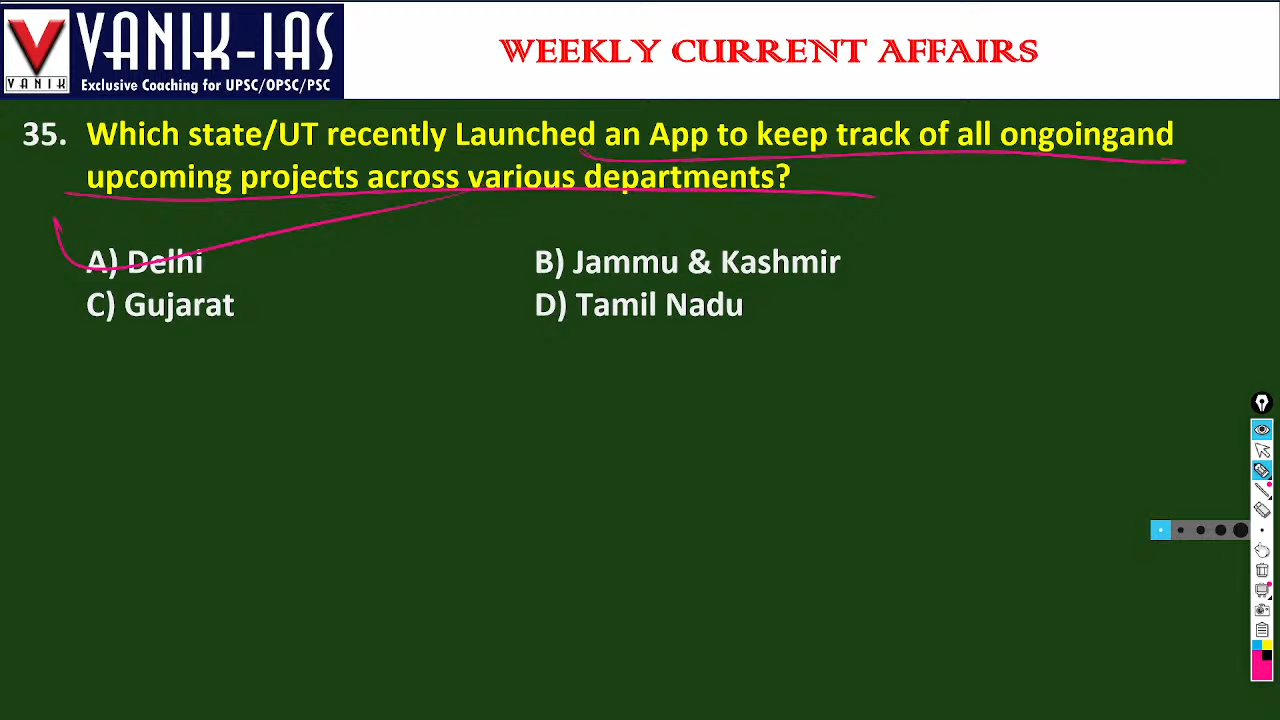 VANIK-IAS
VANIK
Exclusive Coaching for UPSC/OPSC/PSC
WEEKLY CURRENT AFFAIRS
35. Which state/UT recently Launched an App to keep track of all ongoingand
upcoming projects across various departments?
A) Delhi B) Jammu & Kashmir
C) Gujarat D) Tamil Nadu